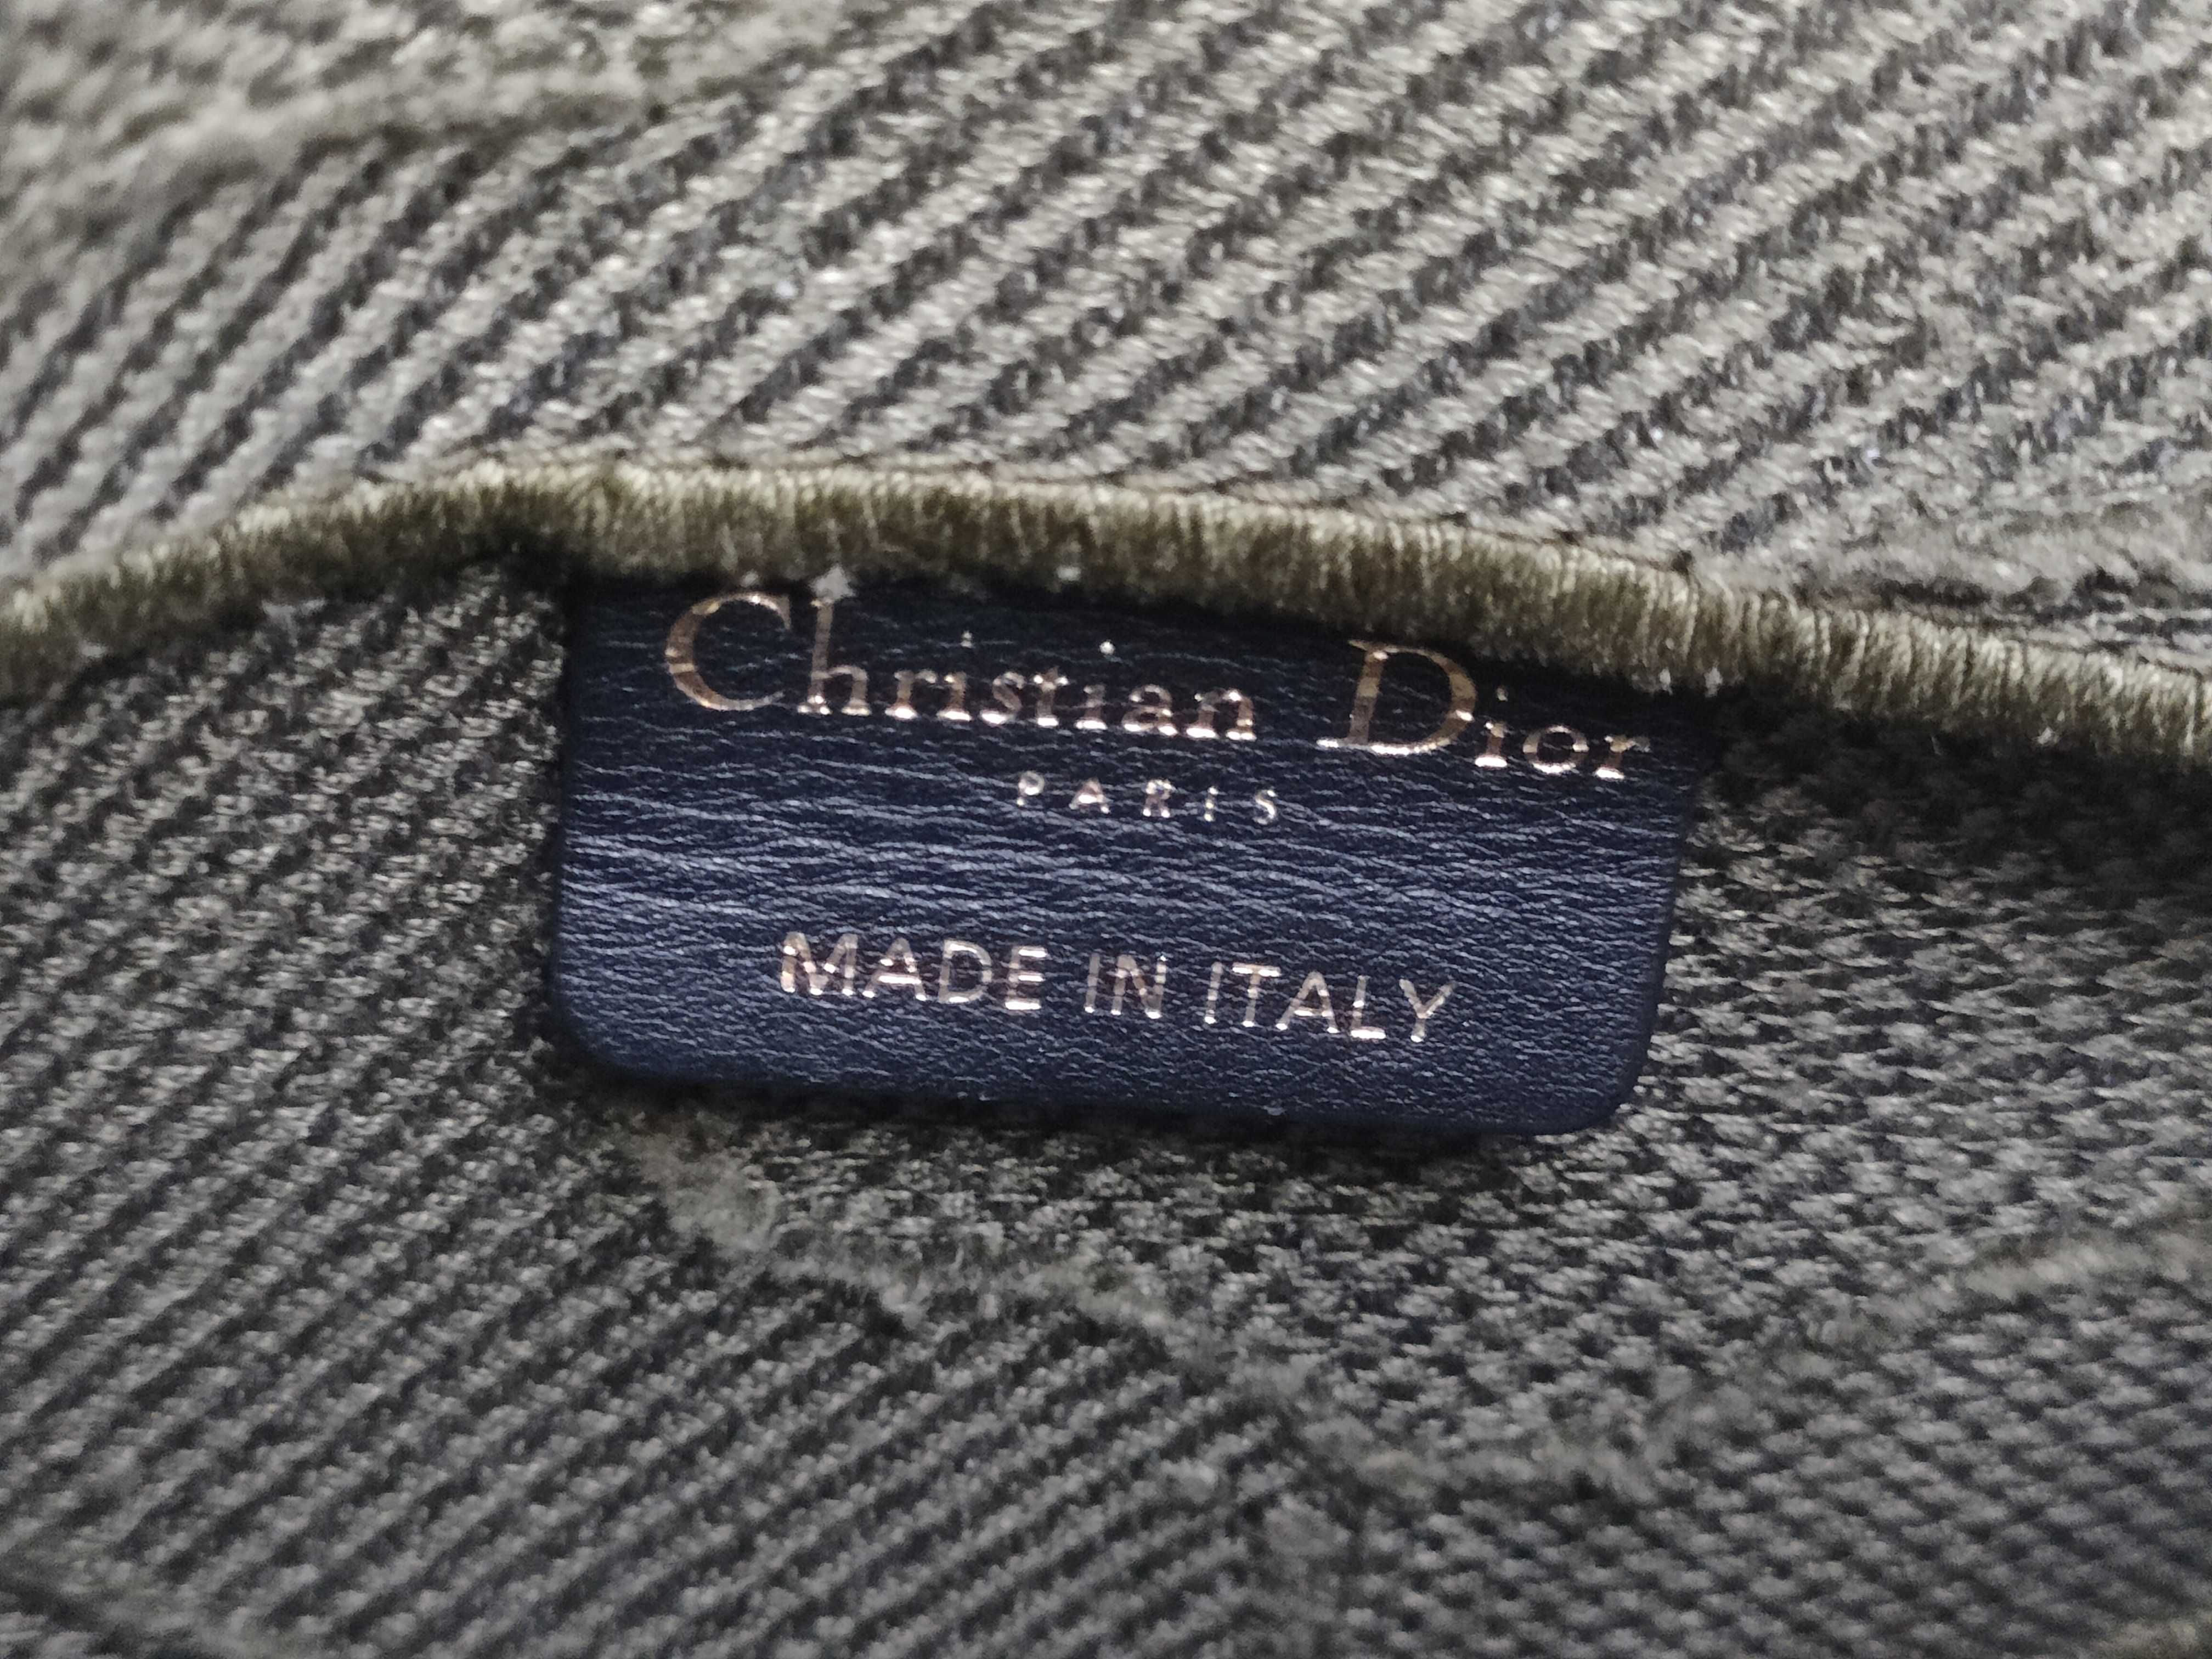 Christian Dior
PARIS
MADE IN ITALY